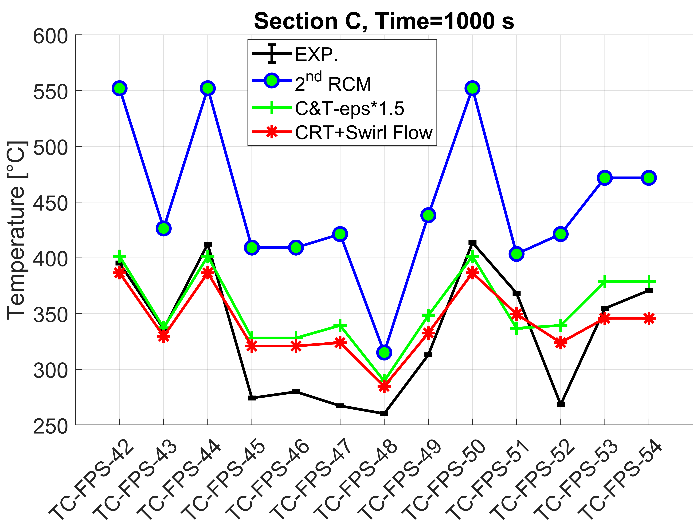 Section C, Time=1000 s
EXP.
2nd RCM
C&T-eps*1.5
CRT+Swirl Flow
Temperature [°C]
600
550
500
450
400
350
300
250
TC-FPS-42
TC-FPS-43
TC-FPS-44
TC-FPS-45
TC-FPS-46
TC-FPS-47
TC-FPS-48
TC-FPS-49
TC-FPS-50
TC-FPS-51
TC-FPS-52
TC-FPS-53
TC-FPS-54